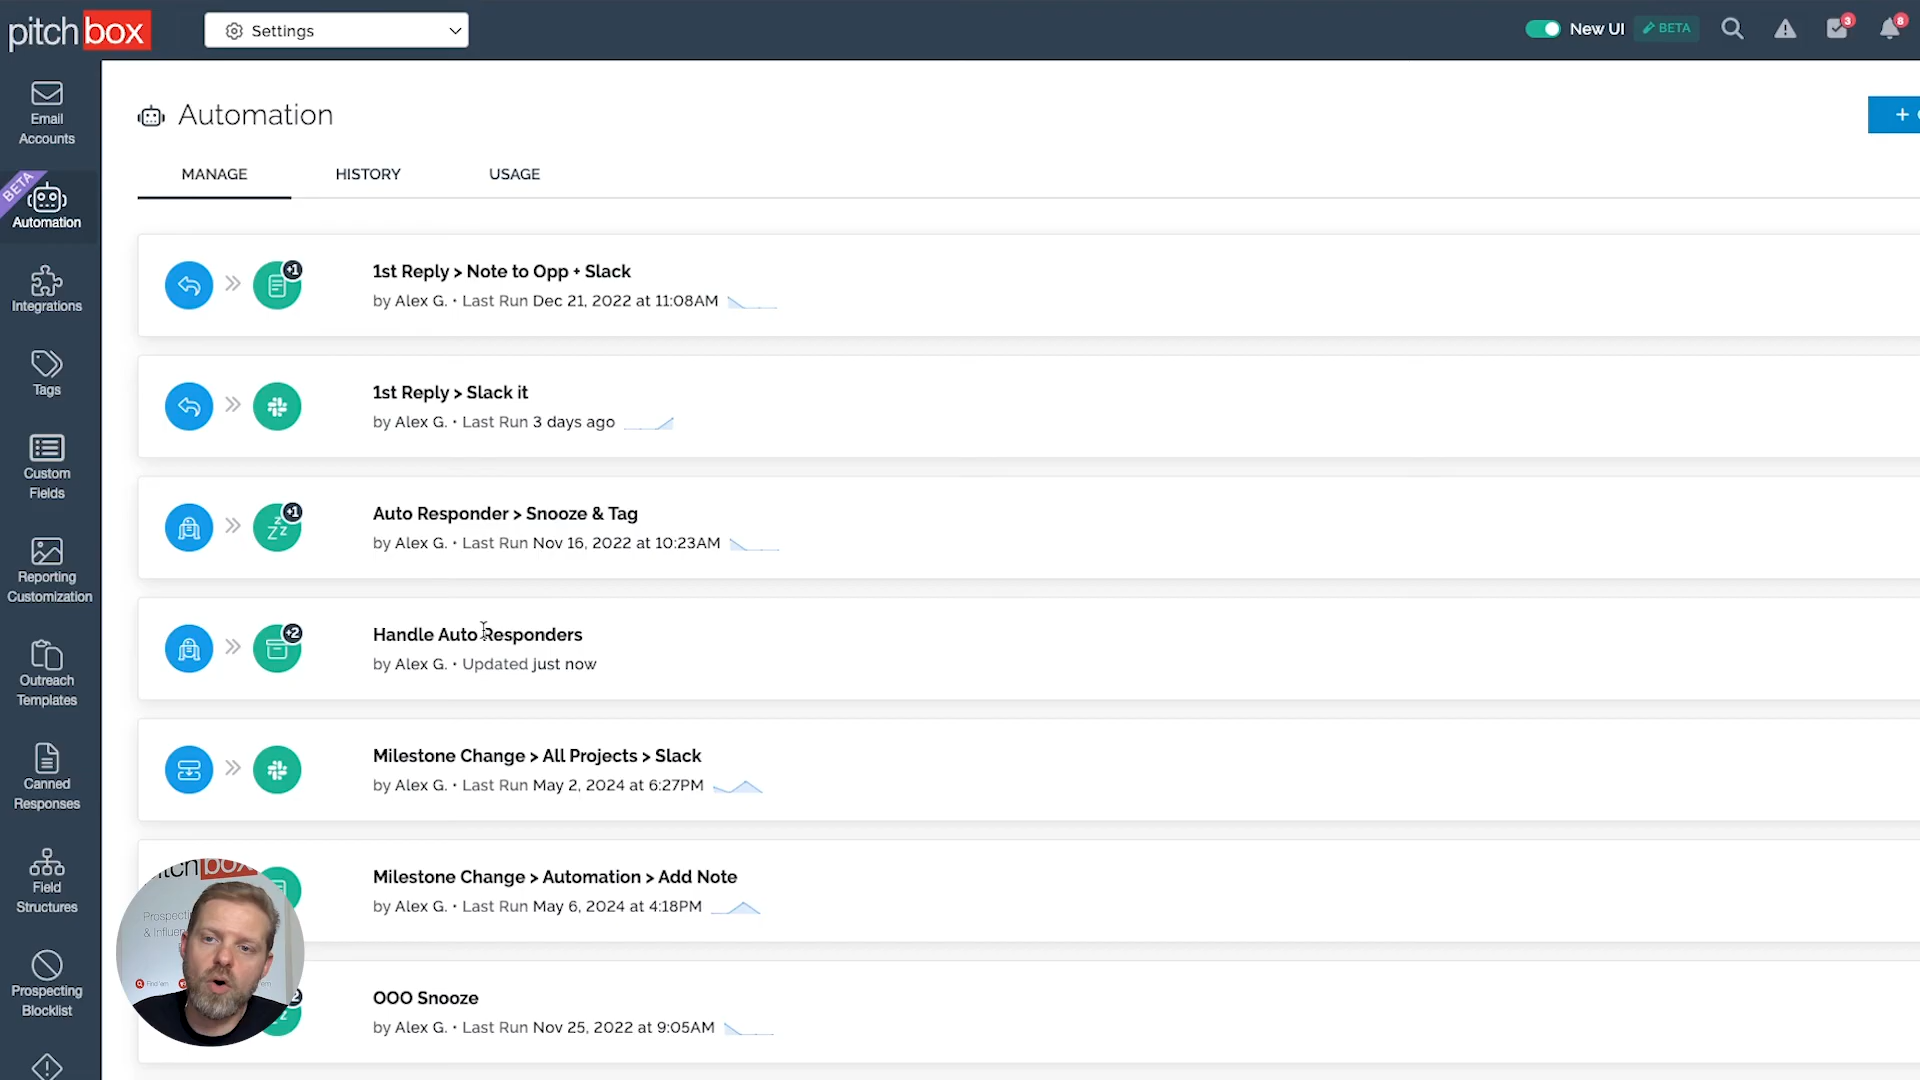 pitchbox
Settings
New UI
BETA
3
8
Email
Accounts
BETA
Automation
Integrations
Tags
Custom
Fields
Reporting
Customization
Outreach
Templates
Canned
Responses
Field
Structures
Prospecting
Blocklist
Automation
+
MANAGE
HISTORY
USAGE
+1
1st Reply > Note to Opp + Slack
by Alex G. • Last Run Dec 21, 2022 at 11:08AM
1st Reply > Slack it
by Alex G. • Last Run 3 days ago
+1
Auto Responder > Snooze & Tag
by Alex G. • Last Run Nov 16, 2022 at 10:23AM
+2
Handle Auto Responders
by Alex G. • Updated just now
Milestone Change > All Projects > Slack
by Alex G. • Last Run May 2, 2024 at 6:27PM
Milestone Change > Automation > Add Note
by Alex G. • Last Run May 6, 2024 at 4:18PM
OOO Snooze
by Alex G. • Last Run Nov 25, 2022 at 9:05AM